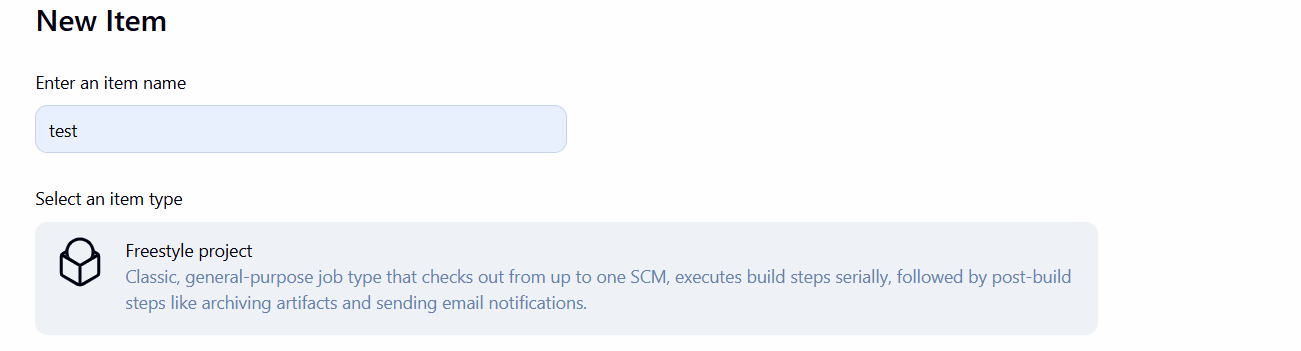 New Item
Enter an item name
test
Select an item type
Freestyle project
Classic, general-purpose job type that checks out from up to one SCM, executes build steps serially, followed by post-build
steps like archiving artifacts and sending email notifications.